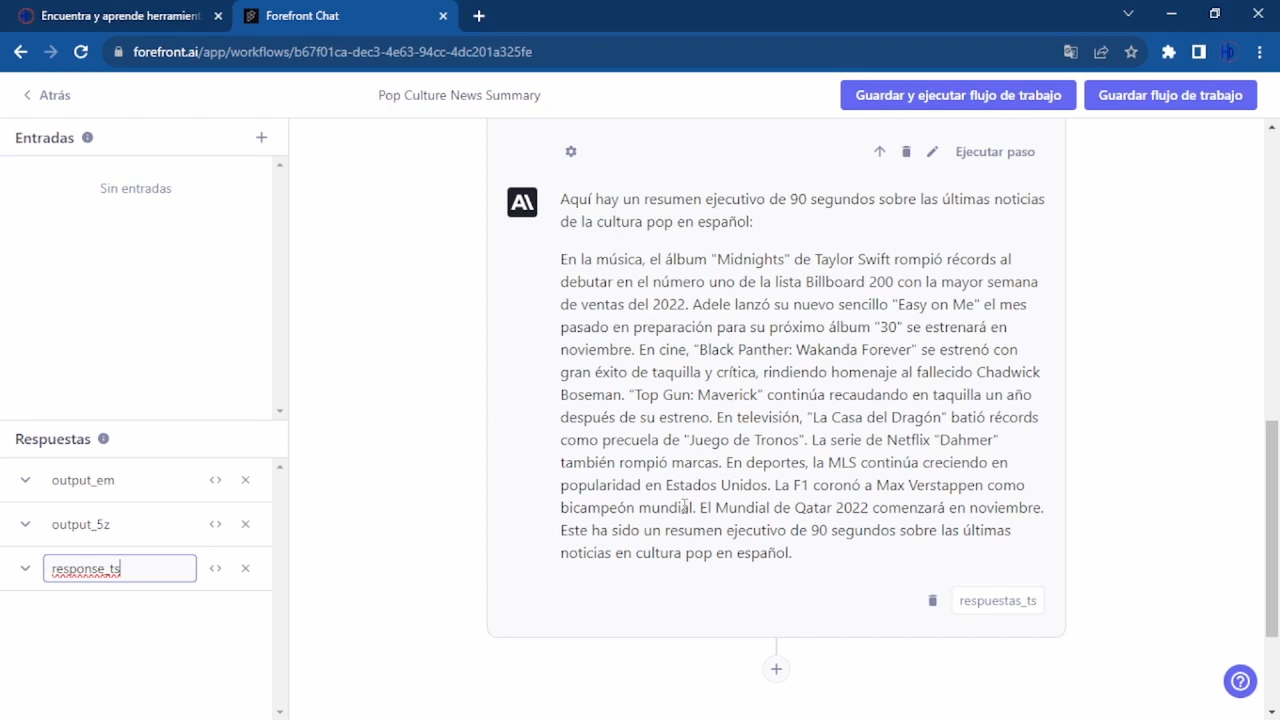 Encuentra y aprende herramient
Forefront Chat
forefront.ai/app/workflows/b67f01ca-dec3-4e63-94cc-4dc201a325fe
Atrás
Pop Culture News Summary
Guardar y ejecutar flujo de trabajo
Guardar flujo de trabajo
Entradas
Sin entradas
Respuestas
output_em
output_5z
response_ts
Ejecutar paso
Aquí hay un resumen ejecutivo de 90 segundos sobre las últimas noticias
de la cultura pop en español:
En la música, el álbum "Midnights" de Taylor Swift rompió récords al
debutar en el número uno de la lista Billboard 200 con la mayor semana
de ventas del 2022. Adele lanzó su nuevo sencillo "Easy on Me" el mes
pasado en preparación para su próximo álbum "30" se estrenará en
noviembre. En cine, "Black Panther: Wakanda Forever" se estrenó con
gran éxito de taquilla y crítica, rindiendo homenaje al fallecido Chadwick
Boseman. "Top Gun: Maverick" continúa recaudando en taquilla un año
después de su estreno. En televisión, "La Casa del Dragón" batió récords
como precuela de "Juego de Tronos". La serie de Netflix "Dahmer"
también rompió marcas. En deportes, la MLS continúa creciendo en
popularidad en Estados Unidos. La F1 coronó a Max Verstappen como
bicampeón mundial. El Mundial de Qatar 2022 comenzará en noviembre.
Este ha sido un resumen ejecutivo de 90 segundos sobre las últimas
noticias en cultura pop en español.
respuestas_ts